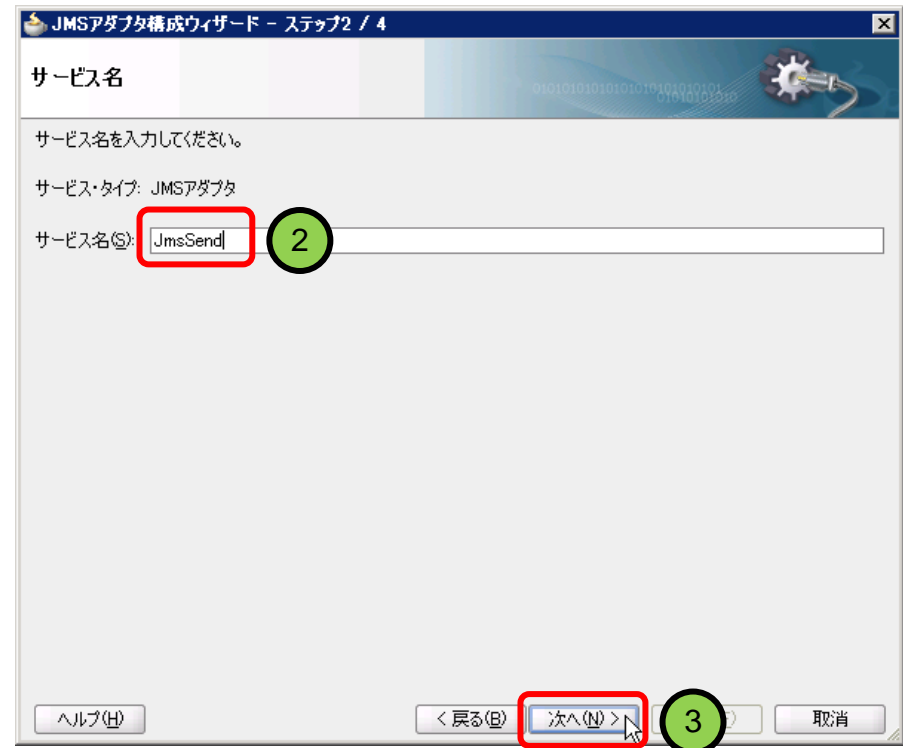 JMSアダプタ構成ウィザード - ステップ2 / 4
サービス名
サービス名を入力してください。
サービス・タイプ: JMSアダプタ
サービス名(S): JmsSend
2
ヘルプ(H)
< 戻る(B)
次へ(N) >
3
取消